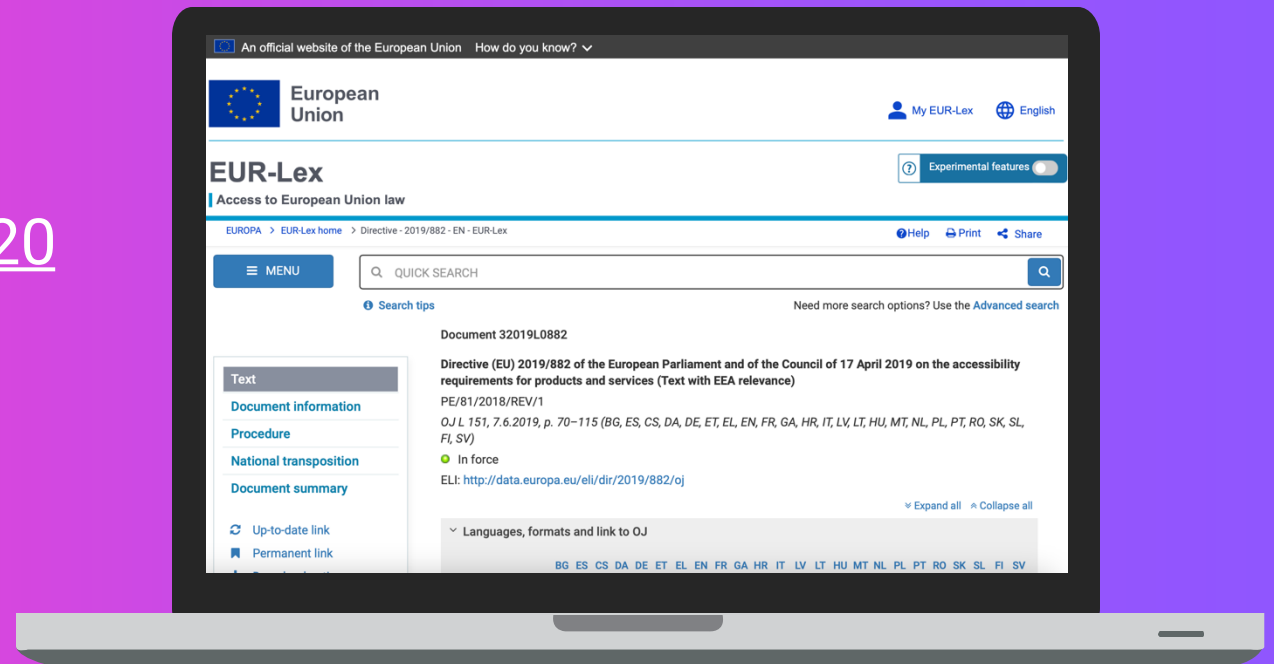 An official website of the European Union How do you know?
European
Union
My EUR-Lex English
EUR-Lex
Experimental features
Access to European Union law
20
EUROPA > EUR-Lex home > Directive - 2019/882 - EN - EUR-Lex
Help Print Share
MENU
QUICK SEARCH
Search tips
Need more search options? Use the Advanced search
Document 32019L0882
Directive (EU) 2019/882 of the European Parliament and of the Council of 17 April 2019 on the accessibility
requirements for products and services (Text with EEA relevance)
PE/81/2018/REV/1
OJ L 151, 7.6.2019, p. 70–115 (BG, ES, CS, DA, DE, ET, EL, EN, FR, GA, HR, IT, LV, LT, HU, MT, NL, PL, PT, RO, SK, SL,
FI, SV)
In force
ELI: http://data.europa.eu/eli/dir/2019/882/oj
Text
Document information
Procedure
National transposition
Document summary
Up-to-date link
Permanent link
Expand all Collapse all
Languages, formats and link to OJ
BG ES CS DA DE ET EL EN FR GA HR IT LV LT HU MT NL PL PT RO SK SL FI SV